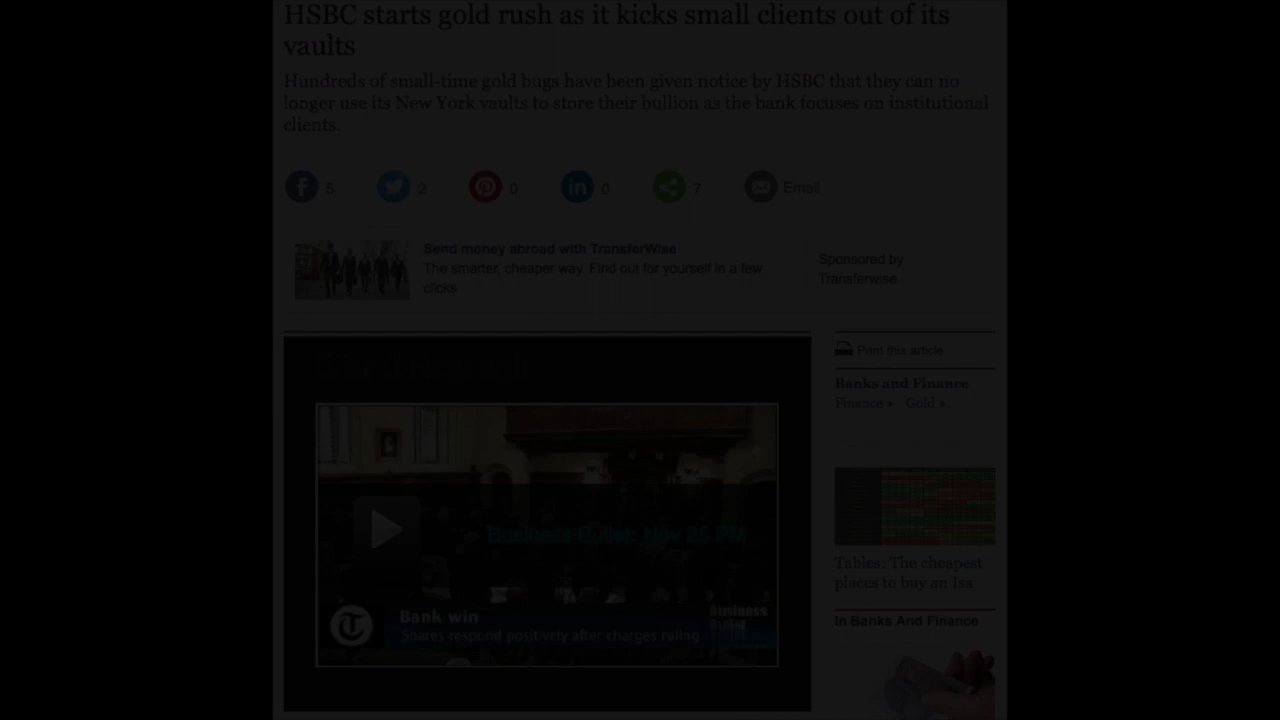 HSBC starts gold rush as it kicks small clients out of its
vaults
Hundreds of small-time gold bugs have been given notice by HSBC that they can no
longer use its New York vaults to store their bullion as the bank focuses on institutional
clients.
5 2 0 0 7 Email
Send money abroad with TransferWise
The smarter, cheaper way. Find out for yourself in a few
clicks
Sponsored by
Transferwise
Print this article
Banks and Finance
Finance » Gold »
Business Bullet: Nov 25 PM
Bank win
Shares respond positively after charges ruling
Business
Bullet
Tables: The cheapest
places to buy an Isa
In Banks And Finance